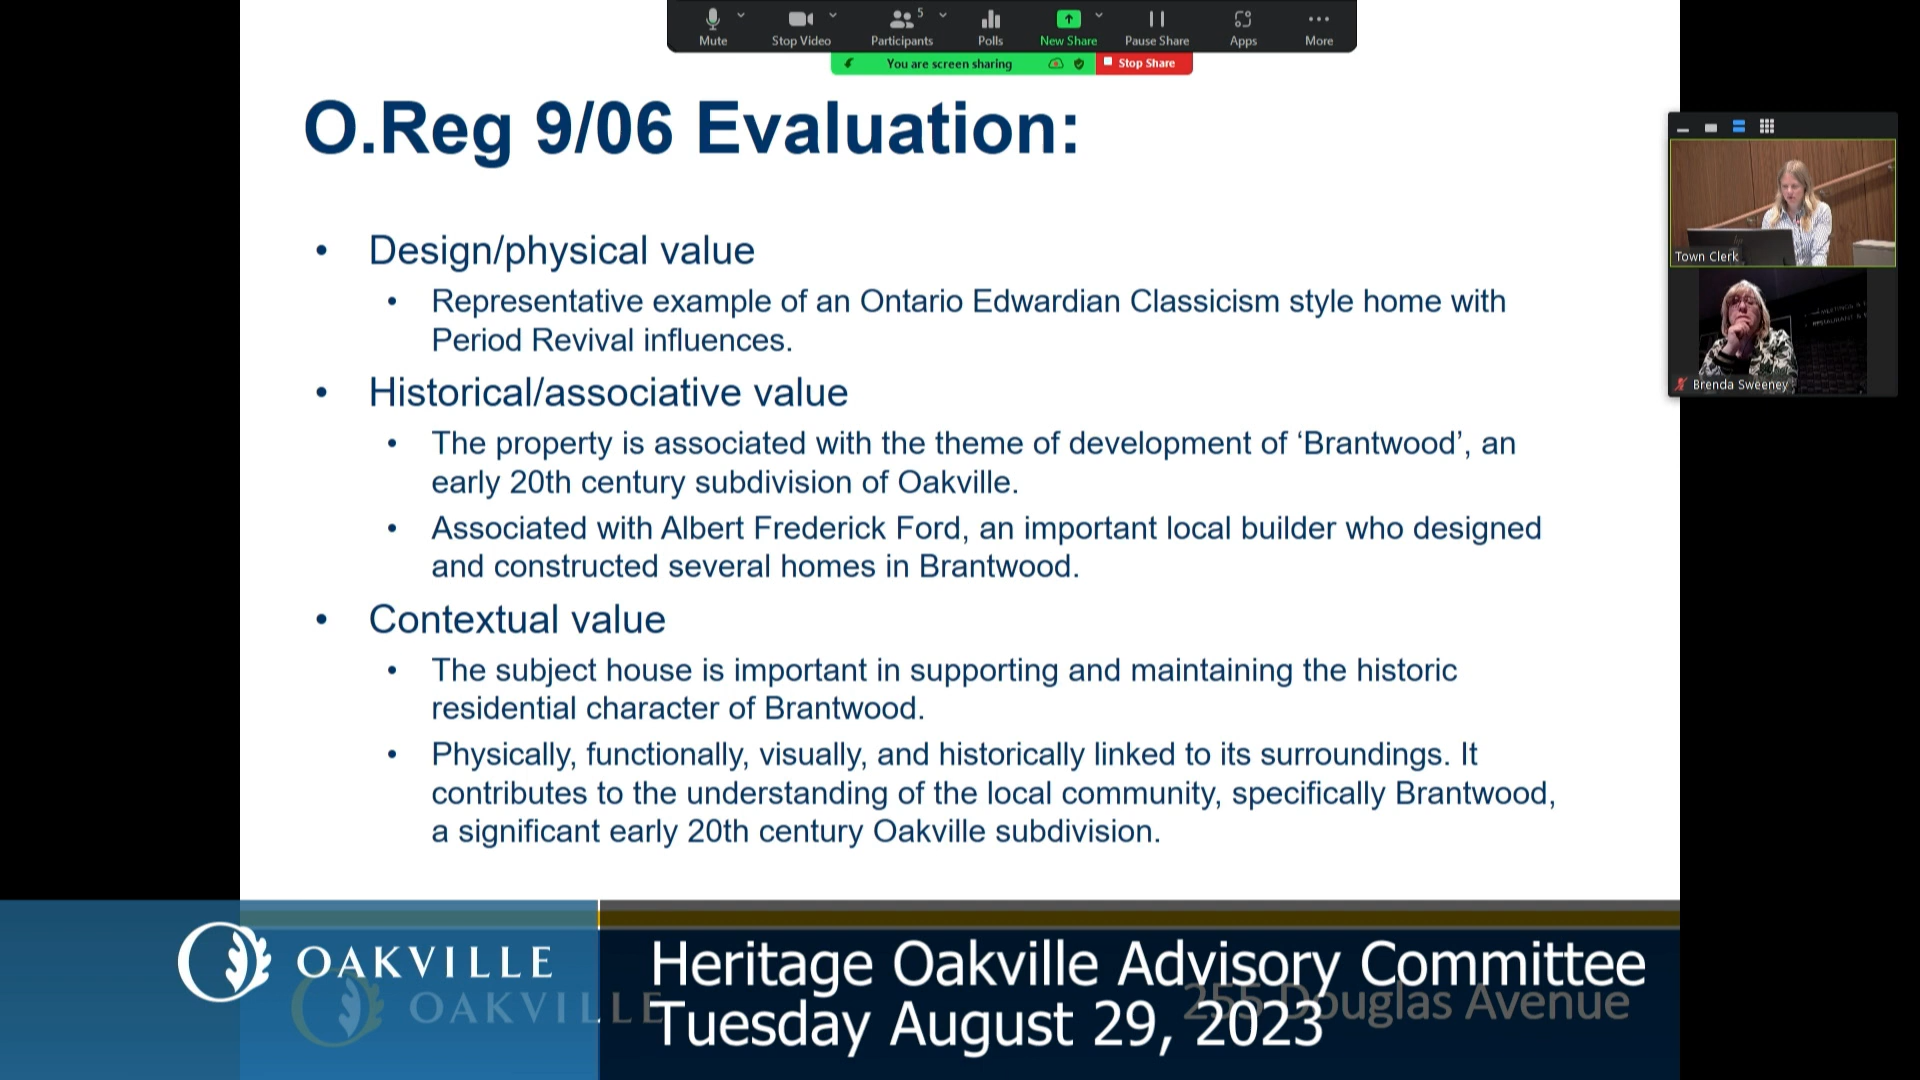 Mute
Stop Video
Participants
5
Polls
New Share
Pause Share
Apps
More
You are screen sharing
Stop Share
O.Reg 9/06 Evaluation:
• Design/physical value
• Representative example of an Ontario Edwardian Classicism style home with
Period Revival influences.
• Historical/associative value
• The property is associated with the theme of development of ‘Brantwood’, an
early 20th century subdivision of Oakville.
• Associated with Albert Frederick Ford, an important local builder who designed
and constructed several homes in Brantwood.
• Contextual value
• The subject house is important in supporting and maintaining the historic
residential character of Brantwood.
• Physically, functionally, visually, and historically linked to its surroundings. It
contributes to the understanding of the local community, specifically Brantwood,
a significant early 20th century Oakville subdivision.
Town Clerk
Brenda Sweeney
OAKVILLE
OAKVILLE
Heritage Oakville Advisory Committee
255 Douglas Avenue
Tuesday August 29, 2023